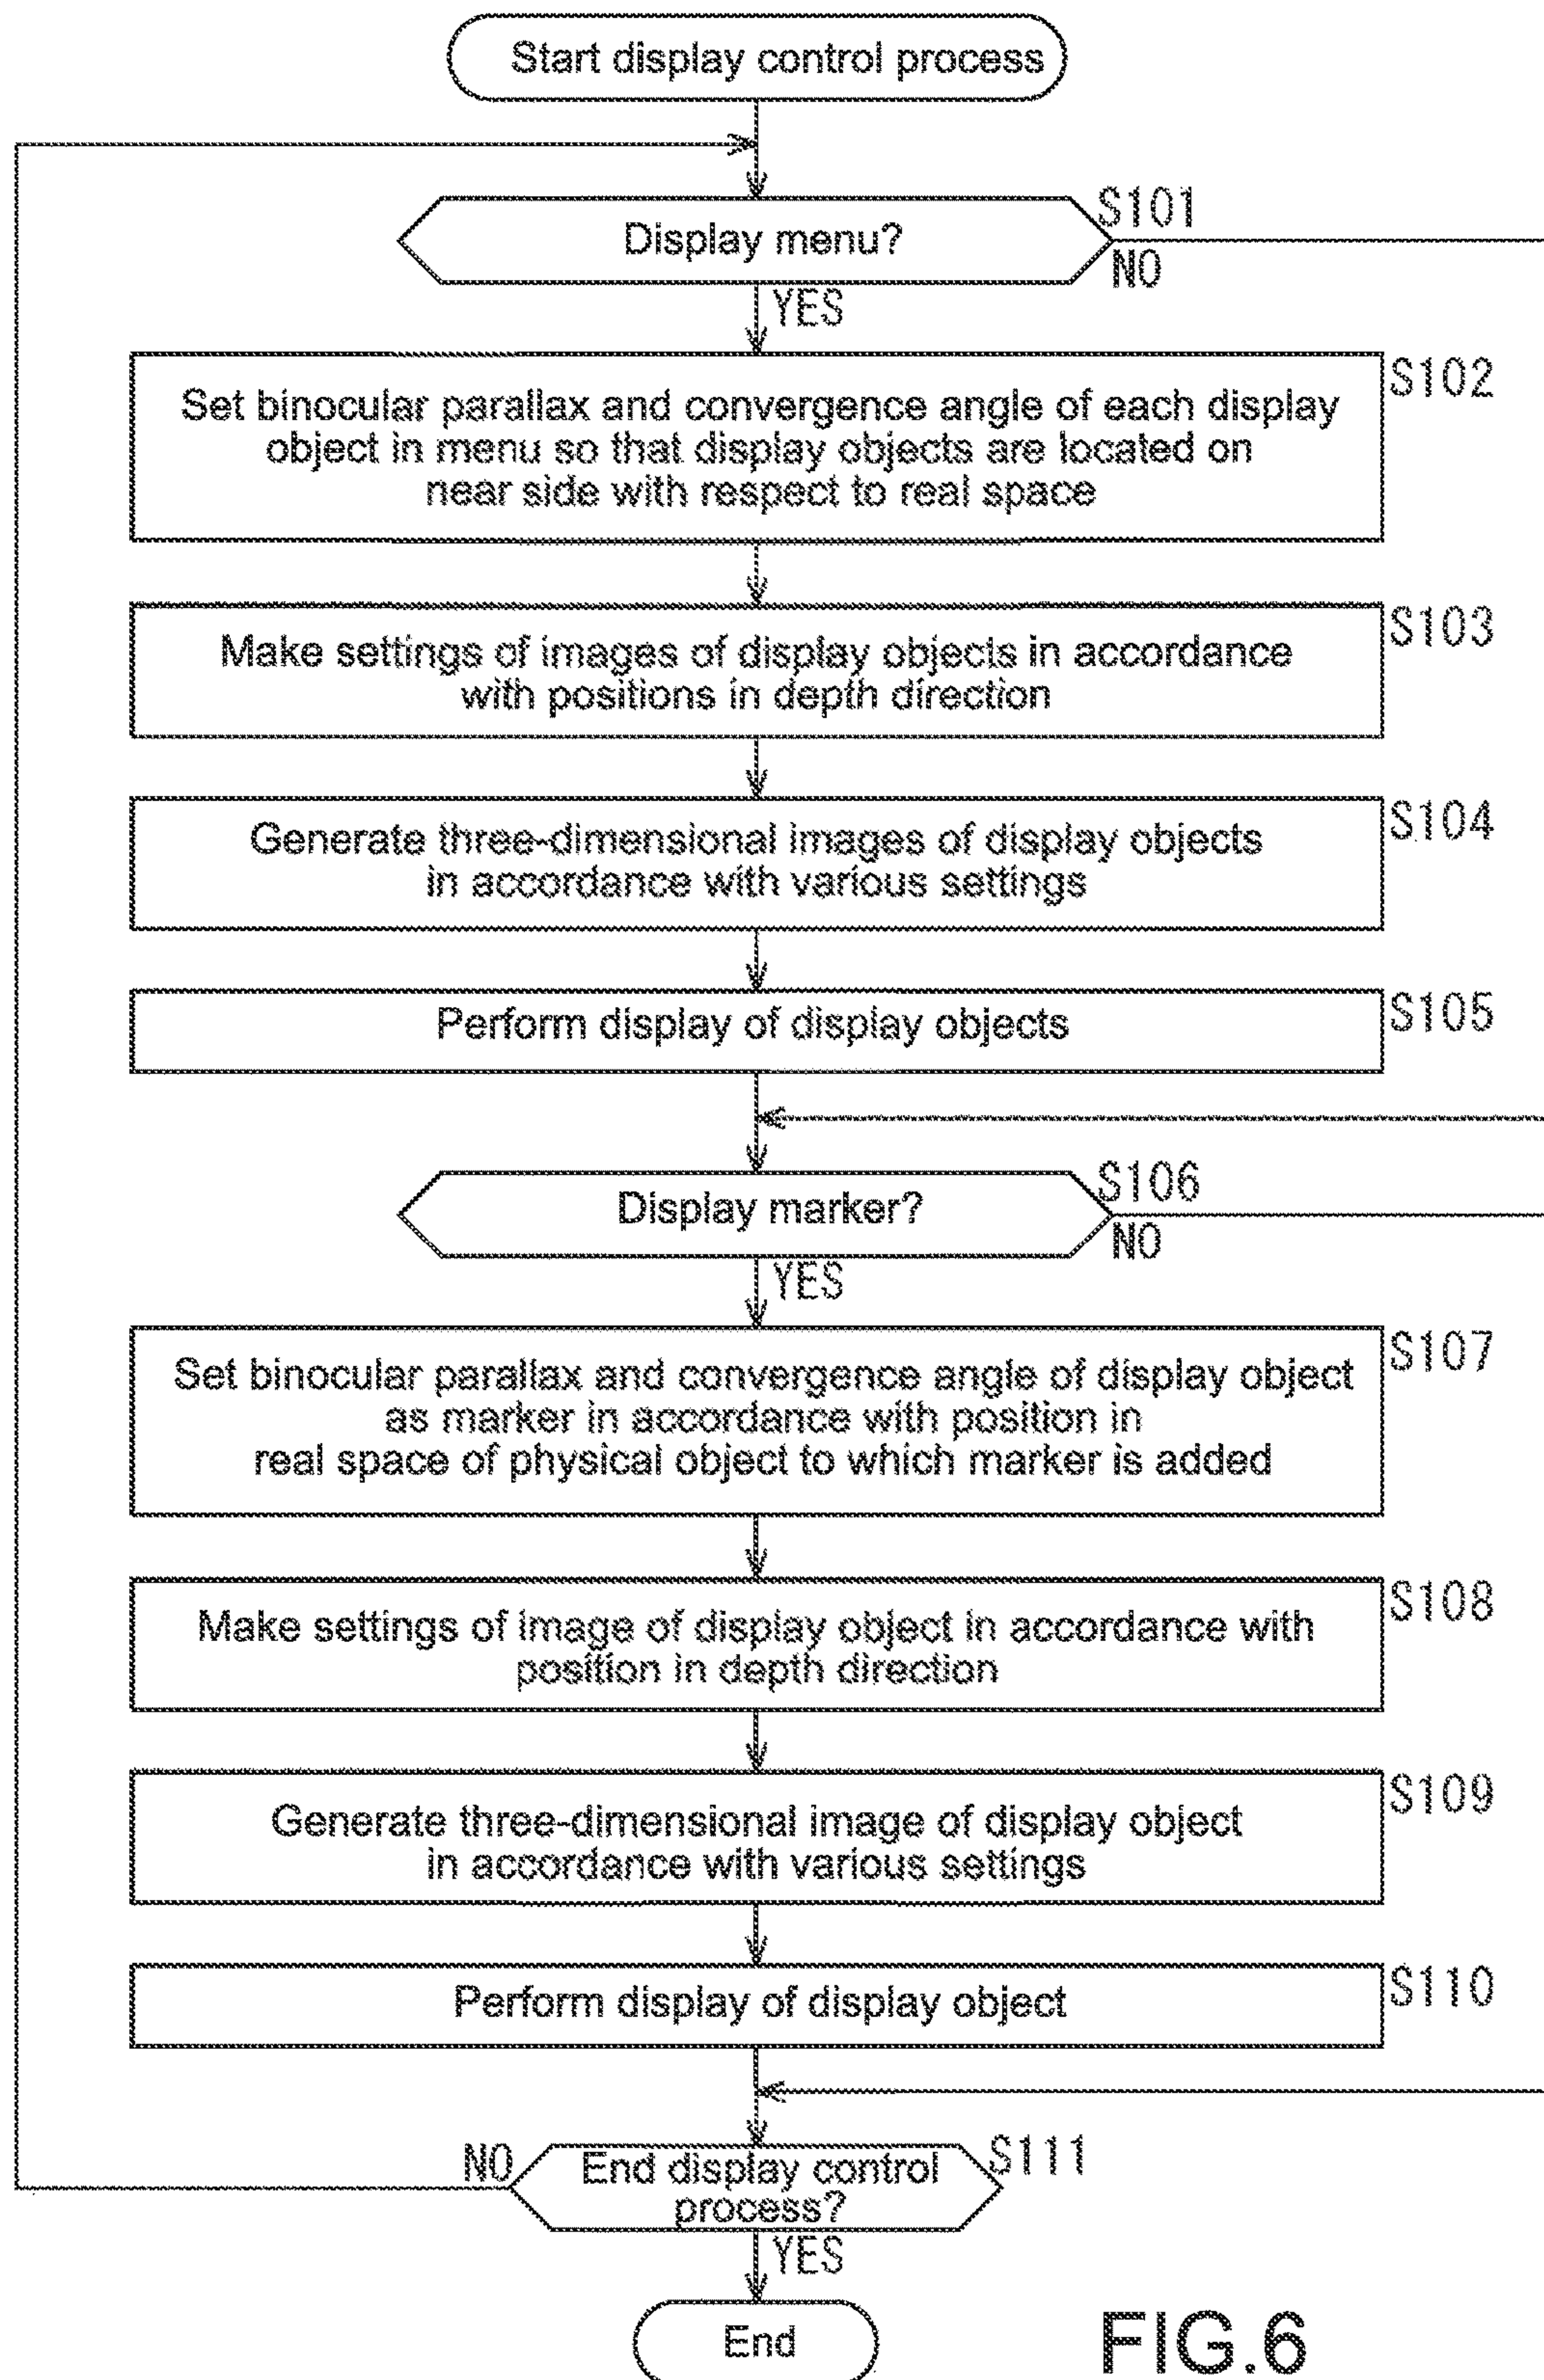 Start display control process
S101
Display menu?
NO
YES
S102
Set binocular parallax and convergence angle of each display
object in menu so that display objects are located on
near side with respect to real space
S103
Make settings of images of display objects in accordance
with positions in depth direction
S104
Generate three-dimensional images of display objects
in accordance with various settings
S105
Perform display of display objects
S106
Display marker?
NO
YES
S107
Set binocular parallax and convergence angle of display object
as marker in accordance with position in
real space of physical object to which marker is added
S108
Make settings of image of display object in accordance with
position in depth direction
S109
Generate three-dimensional image of display object
in accordance with various settings
S110
Perform display of display object
S111
NO
End display control
process?
YES
End
FIG.6